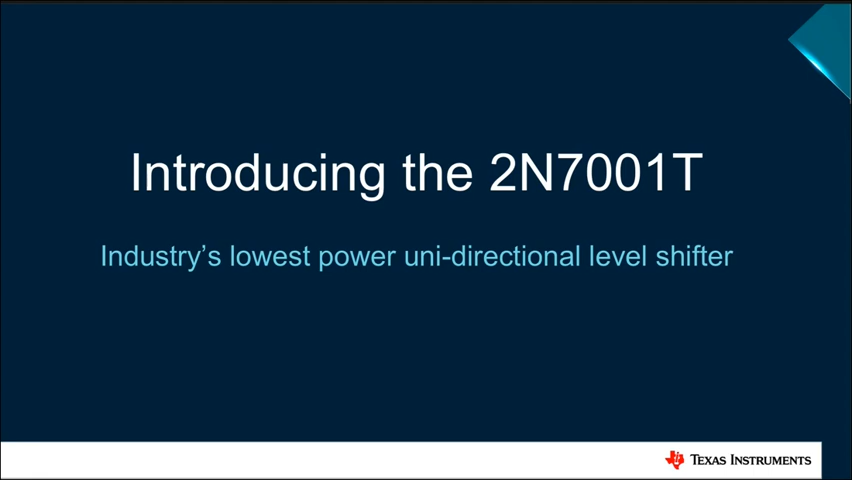 Introducing the 2N7001T
Industry’s lowest power uni-directional level shifter
TEXAS INSTRUMENTS